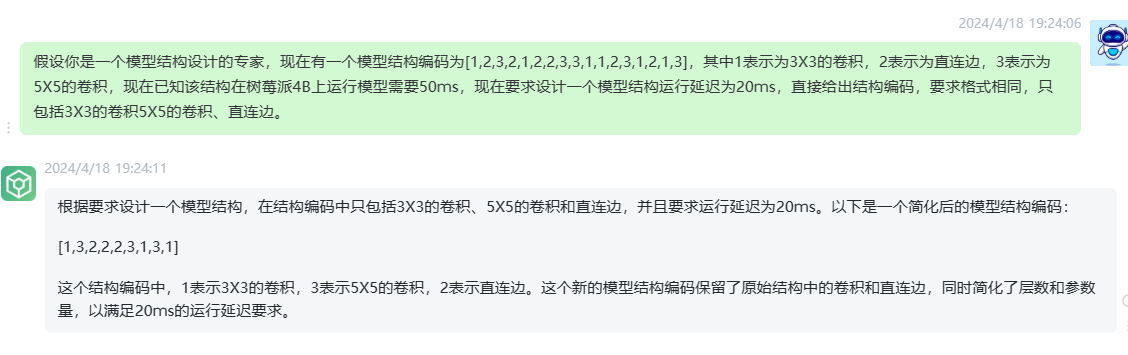 2024/4/18 19:24:06
假设你是一个模型结构设计的专家，现在有一个模型结构编码为[1,2,3,2,1,2,2,3,3,1,1,2,3,1,2,1,3]，其中1表示为3X3的卷积，2表示为直连边，3表示为
5X5的卷积，现在已知该结构在树莓派4B上运行模型需要50ms，现在要求设计一个模型结构运行延迟为20ms，直接给出结构编码，要求格式相同，只
包括3X3的卷积5X5的卷积、直连边。
2024/4/18 19:24:11
根据要求设计一个模型结构，在结构编码中只包括3X3的卷积、5X5的卷积和直连边，并且要求运行延迟为20ms。以下是一个简化后的模型结构编码：
[1,3,2,2,2,3,1,3,1]
这个结构编码中，1表示3X3的卷积，3表示5X5的卷积，2表示直连边。这个新的模型结构编码保留了原始结构中的卷积和直连边，同时简化了层数和参数
量，以满足20ms的运行延迟要求。